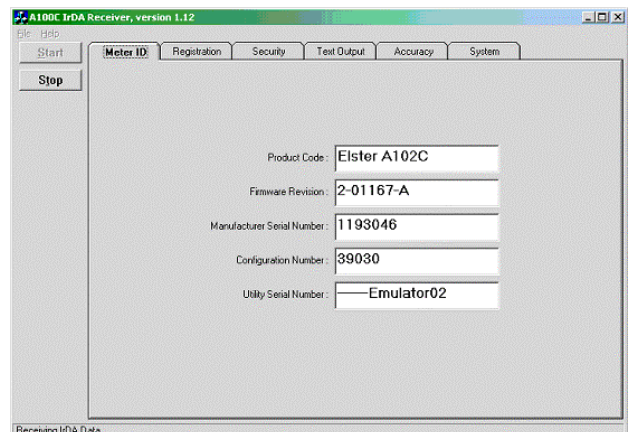 A100C IrDA Receiver, version 1.12
File Help
Start
Stop
Meter ID Registration Security Text Output Accuracy System
Product Code : Elster A102C
Firmware Revision : 2-01167-A
Manufacturer Serial Number : 1193046
Configuration Number : 39030
Utility Serial Number : -----Emulator02
Receiving IrDA Data